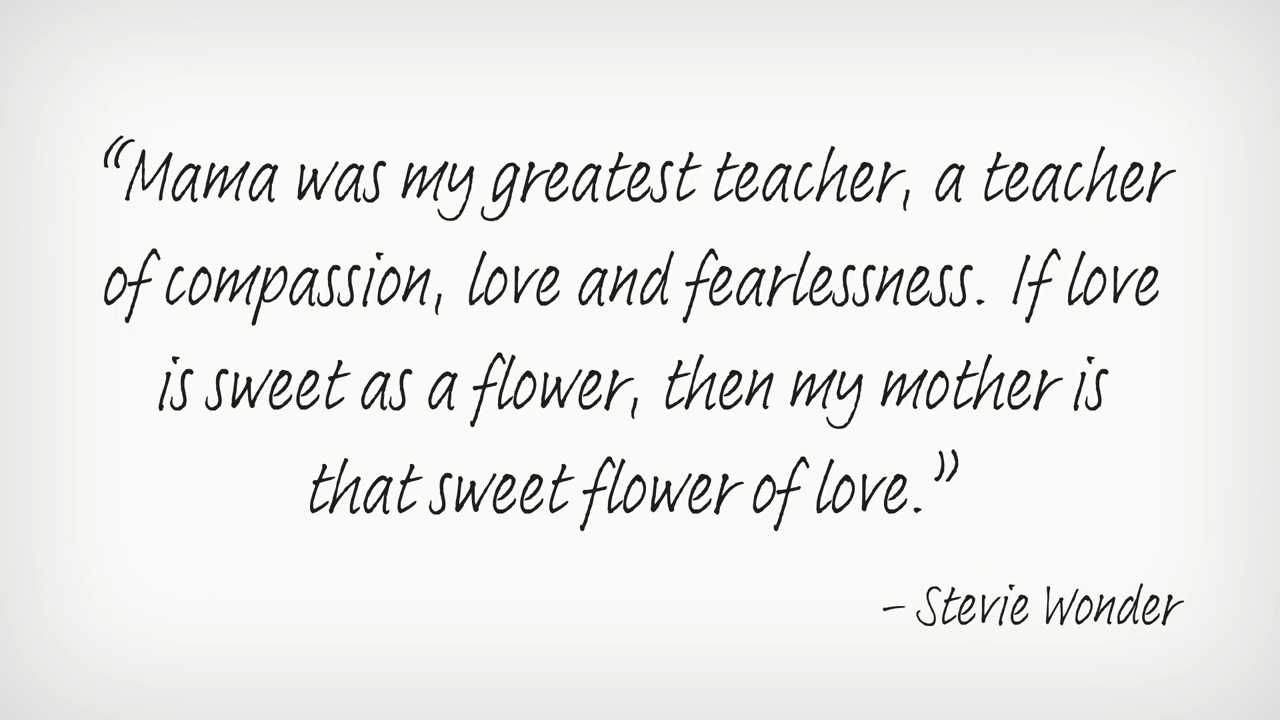 “Mama was my greatest teacher, a teacher
of compassion, love and fearlessness. If love
is sweet as a flower, then my mother is
that sweet flower of love.”
– Stevie Wonder